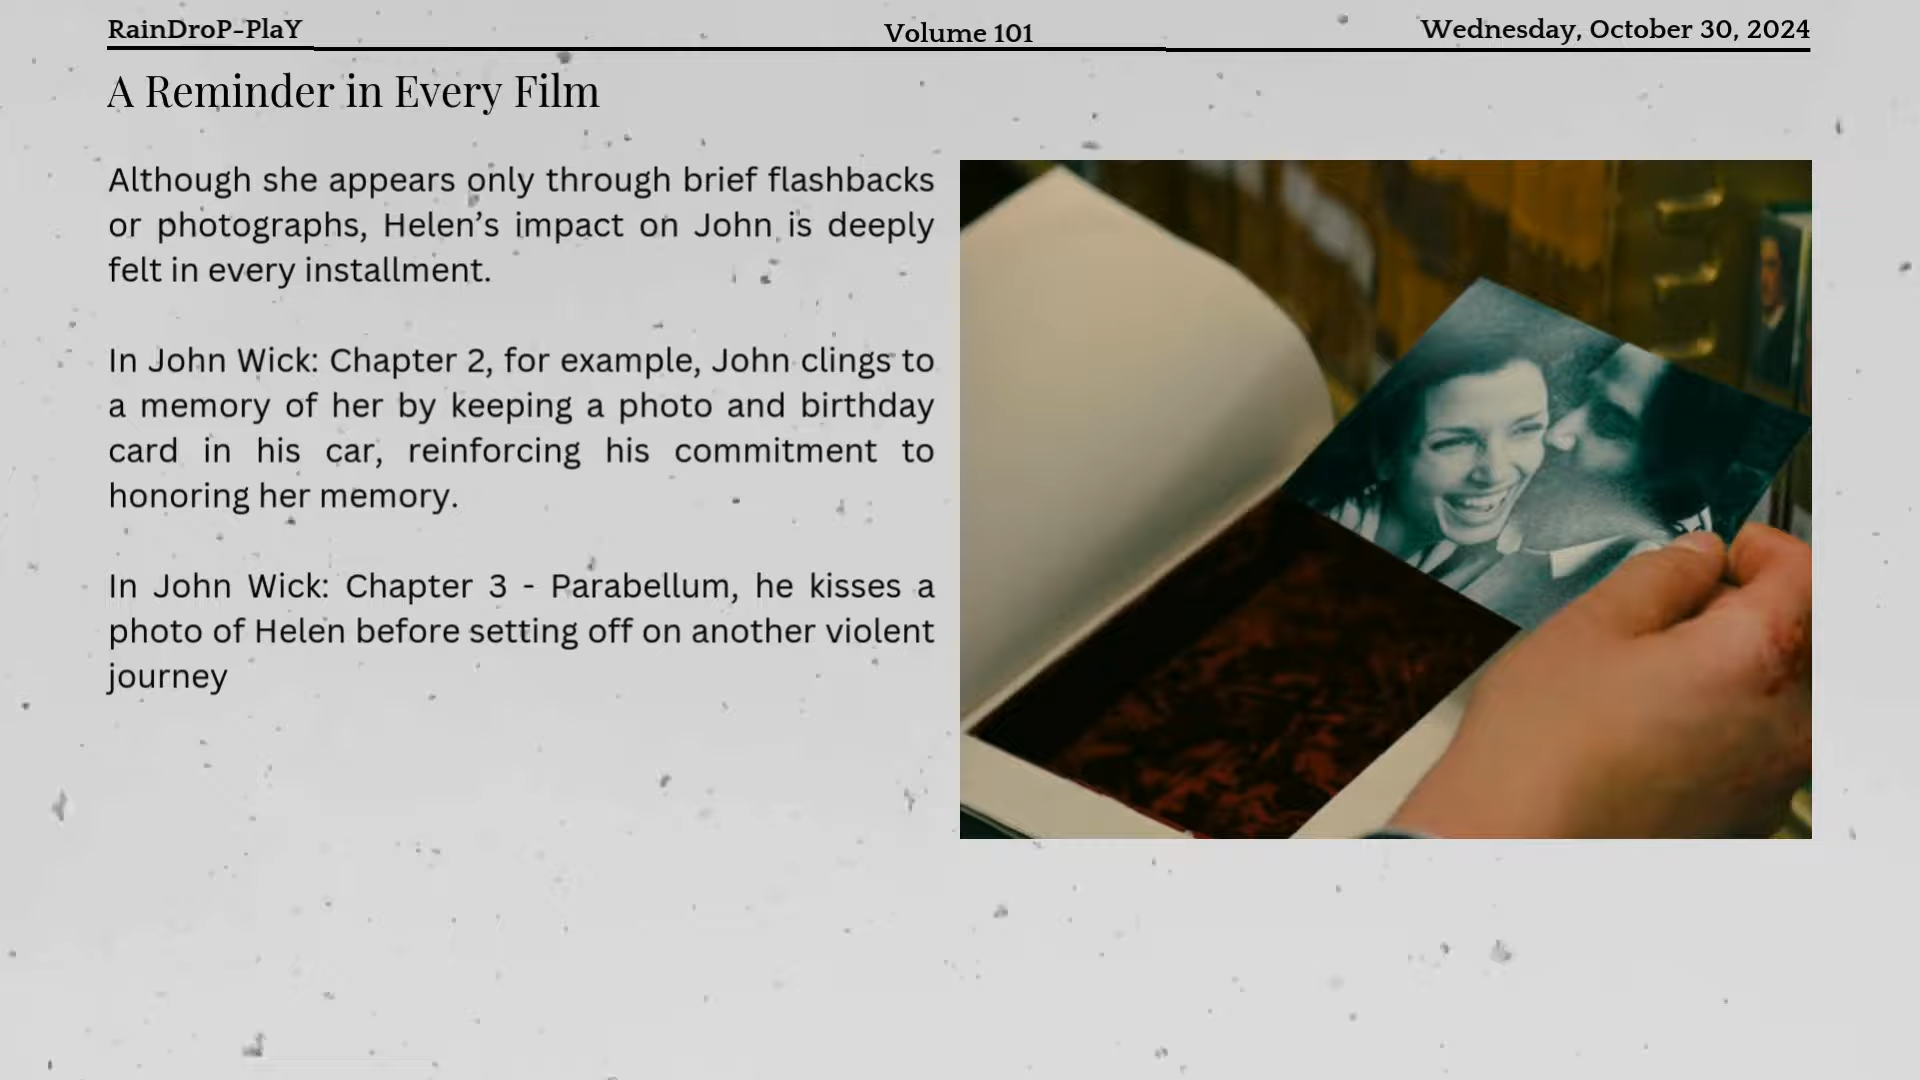 RainDroP-PlaY
Volume 101
Wednesday, October 30, 2024
A Reminder in Every Film
Although she appears only through brief flashbacks
or photographs, Helen’s impact on John is deeply
felt in every installment.
In John Wick: Chapter 2, for example, John clings to
a memory of her by keeping a photo and birthday
card in his car, reinforcing his commitment to
honoring her memory.
In John Wick: Chapter 3 - Parabellum, he kisses a
photo of Helen before setting off on another violent
journey